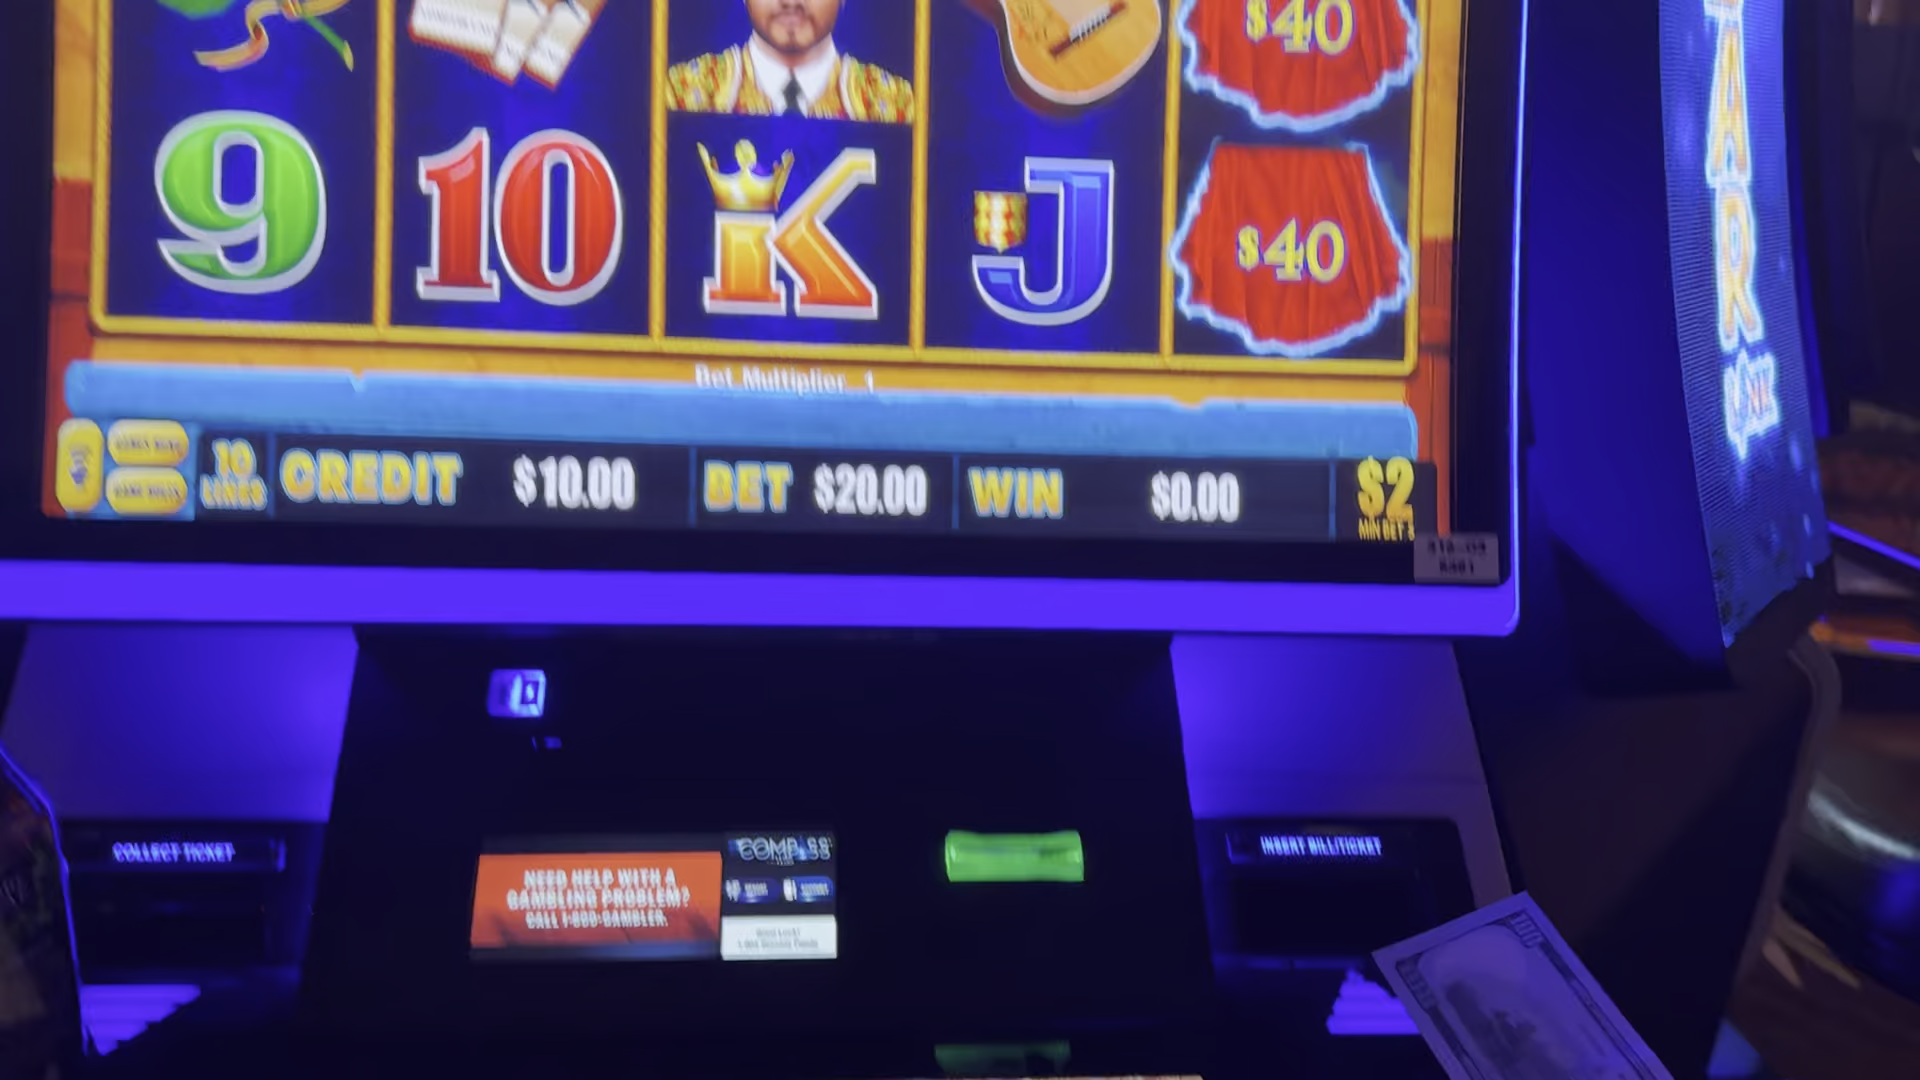 $40
9
10
K
J
$40
Bet Multiplier 1
10 LINES
CREDIT $10.00 BET $20.00 WIN $0.00 $2
MIN BET $
COLLECT TICKET
NEED HELP WITH A
GAMBLING PROBLEM?
CALL 1-800-GAMBLER.
INSERT BILL/TICKET
100